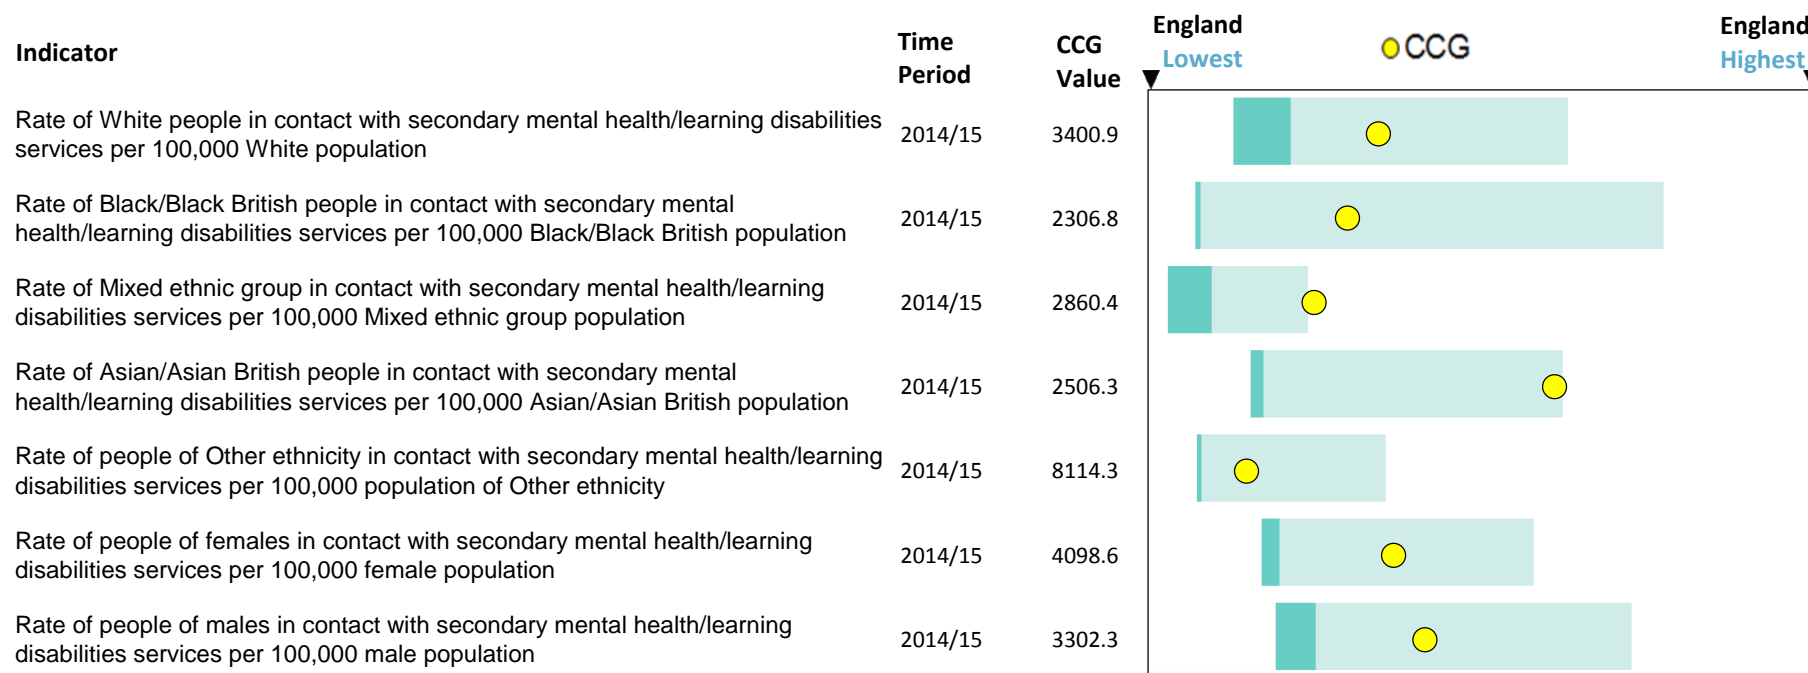 Indicator
Time
Period
CCG
Value
England
Lowest
CCG
England
Highest
Rate of White people in contact with secondary mental health/learning disabilities
services per 100,000 White population
2014/15
3400.9
Rate of Black/Black British people in contact with secondary mental
health/learning disabilities services per 100,000 Black/Black British population
2014/15
2306.8
Rate of Mixed ethnic group in contact with secondary mental health/learning
disabilities services per 100,000 Mixed ethnic group population
2014/15
2860.4
Rate of Asian/Asian British people in contact with secondary mental
health/learning disabilities services per 100,000 Asian/Asian British population
2014/15
2506.3
Rate of people of Other ethnicity in contact with secondary mental health/learning
disabilities services per 100,000 population of Other ethnicity
2014/15
8114.3
Rate of people of females in contact with secondary mental health/learning
disabilities services per 100,000 female population
2014/15
4098.6
Rate of people of males in contact with secondary mental health/learning
disabilities services per 100,000 male population
2014/15
3302.3